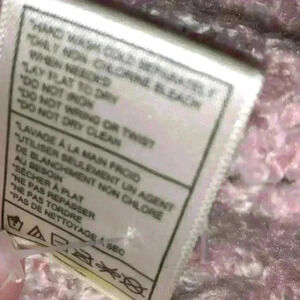 *HAND WASH COLD SEPARATELY
*ONLY NON-CHLORINE BLEACH
WHEN NEEDED
*LAY FLAT TO DRY
*DO NOT IRON
*DO NOT WRING OR TWIST
*DO NOT DRY CLEAN
*LAVAGE À LA MAIN FROID
*UTILISER SEULEMENT UN AGENT
DE BLANCHIMENT NON CHLORÉ
AU BESOIN
*SÉCHER À PLAT
*NE PAS REPASSER
*NE PAS TORDRE
PAS DE NETTOYAGE À SEC